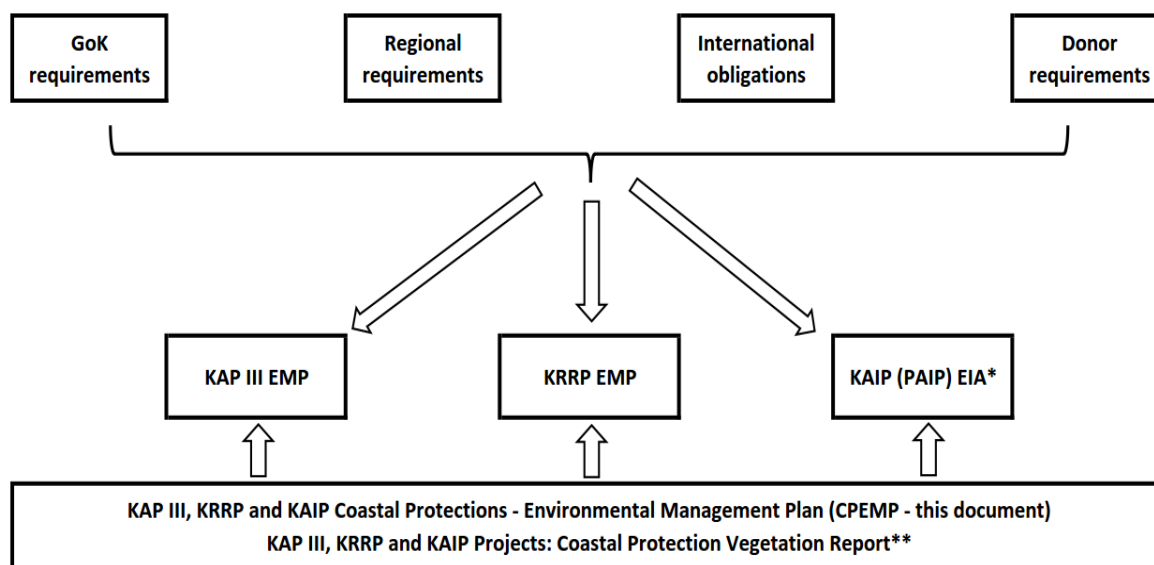 GoK
requirements
Regional
requirements
International
obligations
Donor
requirements
KAP III EMP
KRRP EMP
KAIP (PAIP) EIA*
KAP III, KRRP and KAIP Coastal Protections - Environmental Management Plan (CPEMP - this document)
KAP III, KRRP and KAIP Projects: Coastal Protection Vegetation Report**